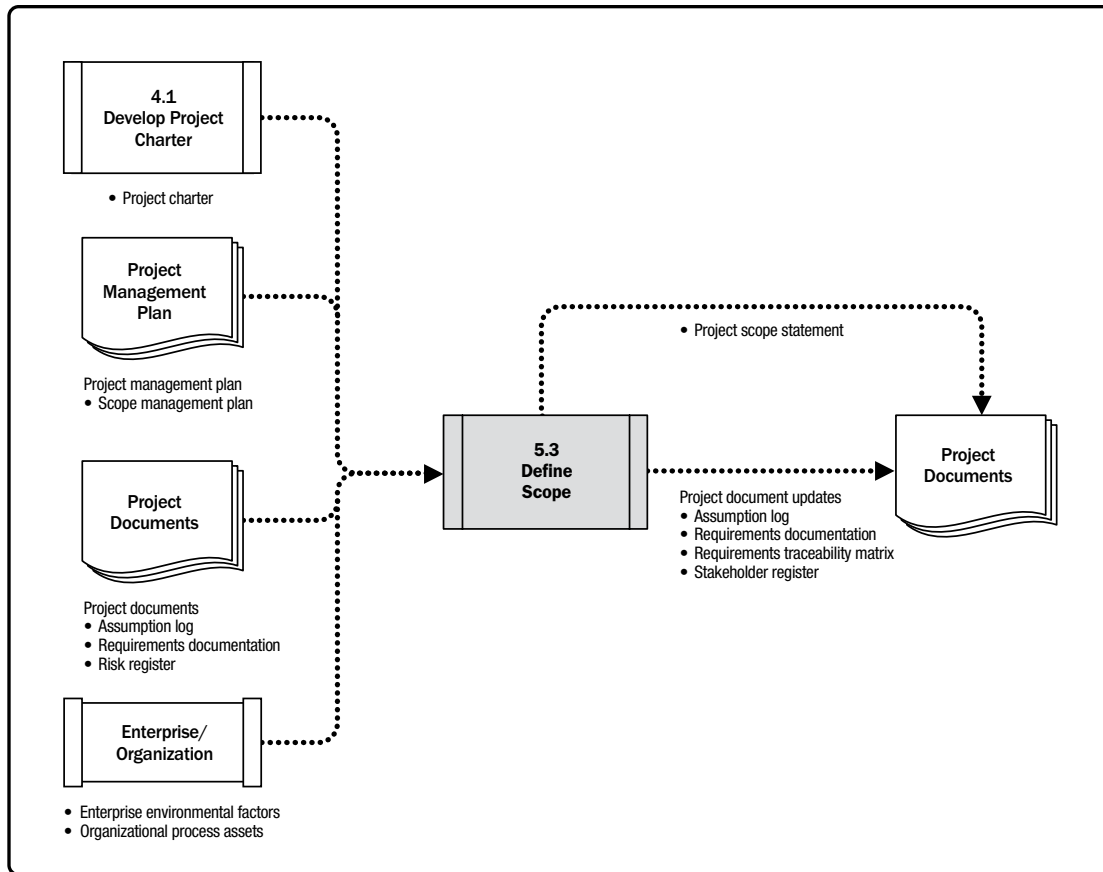 4.1
Develop Project
Charter
• Project charter
Project
Management
Plan
Project management plan
• Scope management plan
Project
Documents
Project documents
• Assumption log
• Requirements documentation
• Risk register
Enterprise/
Organization
• Enterprise environmental factors
• Organizational process assets
5.3
Define
Scope
• Project scope statement
Project document updates
• Assumption log
• Requirements documentation
• Requirements traceability matrix
• Stakeholder register
Project
Documents